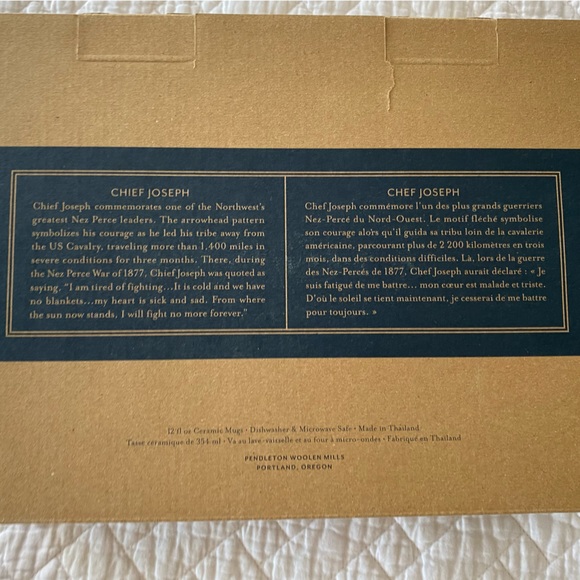 CHIEF JOSEPH
Chief Joseph commemorates one of the Northwest's
greatest Nez Perce leaders. The arrowhead pattern
symbolizes his courage as he led his tribe away from
the US Cavalry, traveling more than 1,400 miles in
severe conditions for three months. There, during
the Nez Perce War of 1877, Chief Joseph was quoted as
saying, "I am tired of fighting...It is cold and we have
no blankets...my heart is sick and sad. From where
the sun now stands, I will fight no more forever."
CHEF JOSEPH
Chef Joseph commémore l'un des plus grands guerriers
Nez-Percé du Nord-Ouest. Le motif fléché symbolise
son courage alors qu'il guida sa tribu loin de la cavalerie
américaine, parcourant plus de 2 200 kilomètres en trois
mois, dans des conditions difficiles. Là, lors de la guerre
des Nez-Percés de 1877, Chef Joseph aurait déclaré : « Je
suis fatigué de me battre... mon cœur est malade et triste.
D'où le soleil se tient maintenant, je cesserai de me battre
pour toujours. »
12 fl oz Ceramic Mugs • Dishwasher & Microwave Safe • Made in Thailand
Tasse céramique de 354 ml • Va au lave-vaisselle et au four à micro-ondes • Fabriqué en Thailand
PENDLETON WOOLEN MILLS
PORTLAND, OREGON